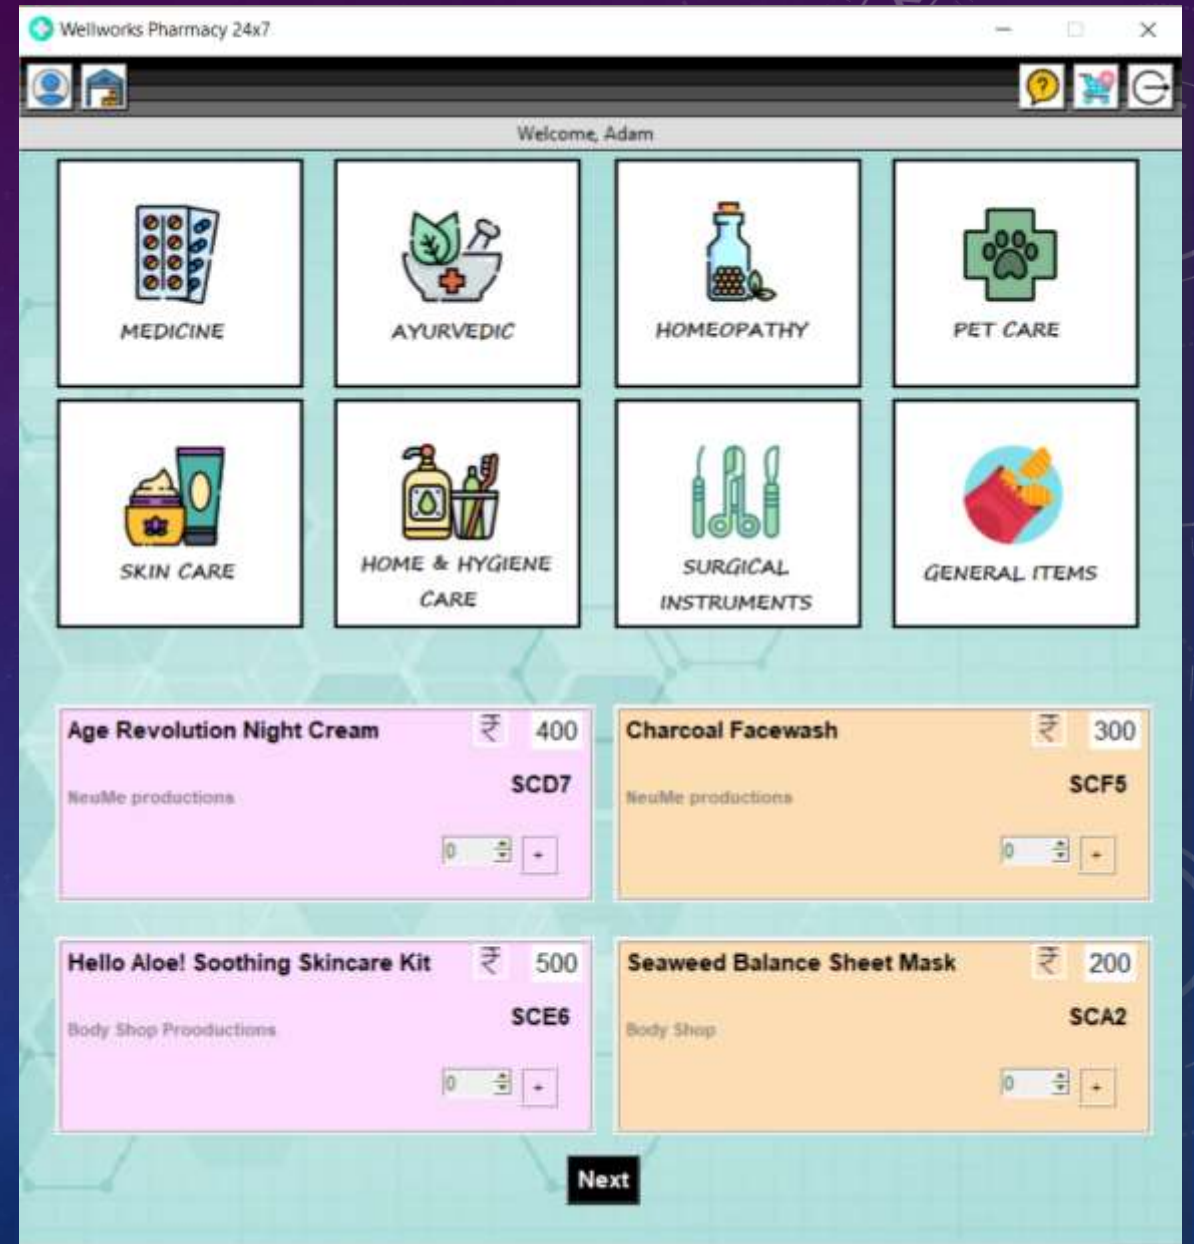 Wellworks Pharmacy 24x7
Welcome, Adam
MEDICINE
AYURVEDIC
HOMEOPATHY
PET CARE
SKIN CARE
HOME & HYGIENE
CARE
SURGICAL
INSTRUMENTS
GENERAL ITEMS
Age Revolution Night Cream ₹ 400
SCD7
NeuMe productions
0 +
Charcoal Facewash ₹ 300
SCF5
NeuMe productions
0 +
Hello Aloe! Soothing Skincare Kit ₹ 500
SCE6
Body Shop Prooductions
0 +
Seaweed Balance Sheet Mask ₹ 200
SCA2
Body Shop
0 +
Next